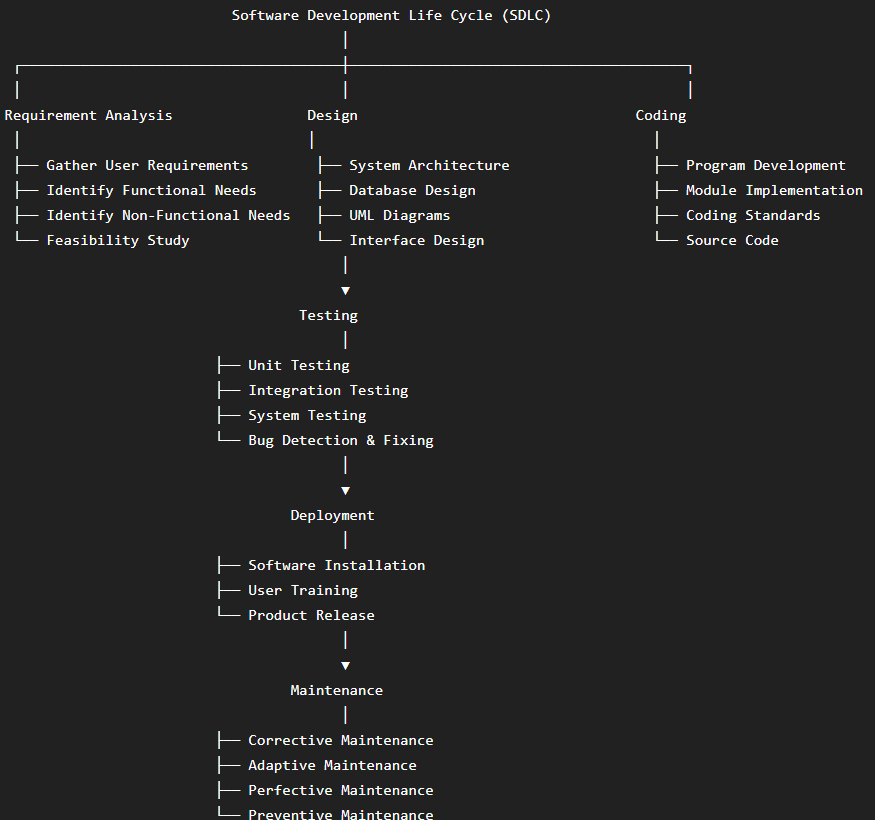 Software Development Life Cycle (SDLC)
Requirement Analysis Design Coding
Gather User Requirements System Architecture Program Development
Identify Functional Needs Database Design Module Implementation
Identify Non-Functional Needs UML Diagrams Coding Standards
Feasibility Study Interface Design Source Code
Testing
Unit Testing
Integration Testing
System Testing
Bug Detection & Fixing
Deployment
Software Installation
User Training
Product Release
Maintenance
Corrective Maintenance
Adaptive Maintenance
Perfective Maintenance
Preventive Maintenance